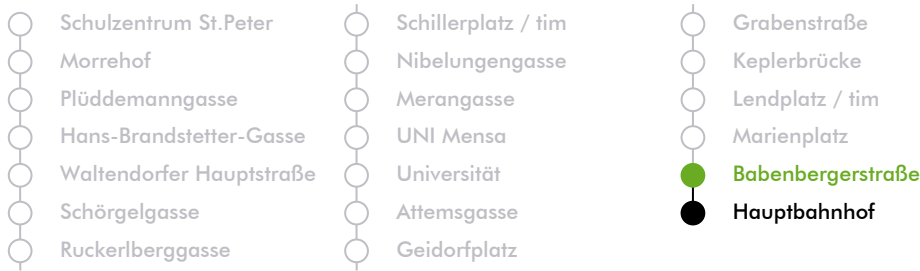 Schulzentrum St.Peter
Morrehof
Plüddemanngasse
Hans-Brandstetter-Gasse
Waltendorfer Hauptstraße
Schörgelgasse
Ruckerlberggasse
Schillerplatz / tim
Nibelungengasse
Merangasse
UNI Mensa
Universität
Attemsgasse
Geidorfplatz
Grabenstraße
Keplerbrücke
Lendplatz / tim
Marienplatz
Babenbergerstraße
Hauptbahnhof